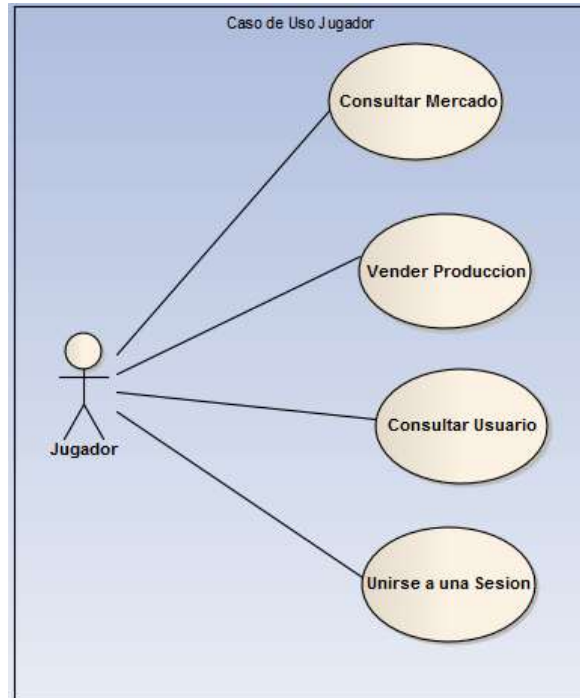 Caso de Uso Jugador
Consultar Mercado
Vender Produccion
Consultar Usuario
Jugador
Unirse a una Sesion